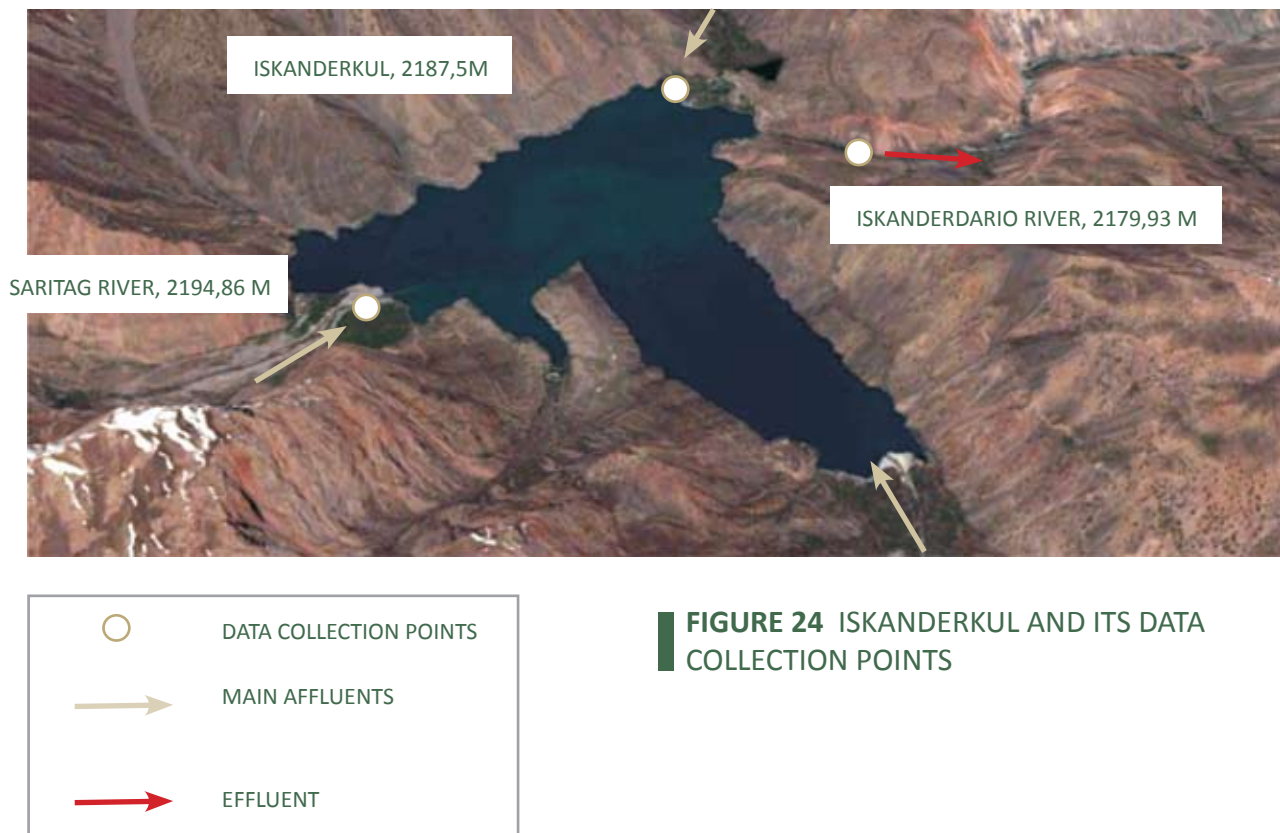 ISKANDERKUL, 2187,5M
ISKANDERDARIO RIVER, 2179,93 M
SARITAG RIVER, 2194,86 M
DATA COLLECTION POINTS
MAIN AFFLUENTS
EFFLUENT
FIGURE 24 ISKANDERKUL AND ITS DATA
COLLECTION POINTS